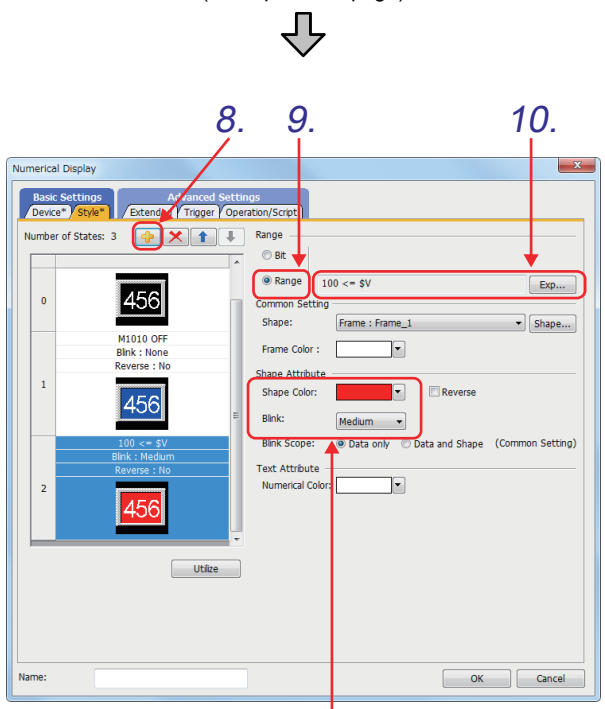 8. 9. 10.
Numerical Display
Basic Settings Advanced Settings
Device* Style* Extended Trigger Operation/Script
Number of States: 3
Range
Bit
Range 100 <= $V Exp...
0
456
Common Setting
Shape: Frame : Frame_1 Shape...
M1010 OFF
Blink : None
Reverse : No
Frame Color :
1
456
Shape Attribute
Shape Color: Reverse
Blink: Medium
100 <= $V
Blink : Medium
Reverse : No
Blink Scope: Data only Data and Shape (Common Setting)
2
456
Text Attribute
Numerical Color:
Utilize
Name:
OK Cancel